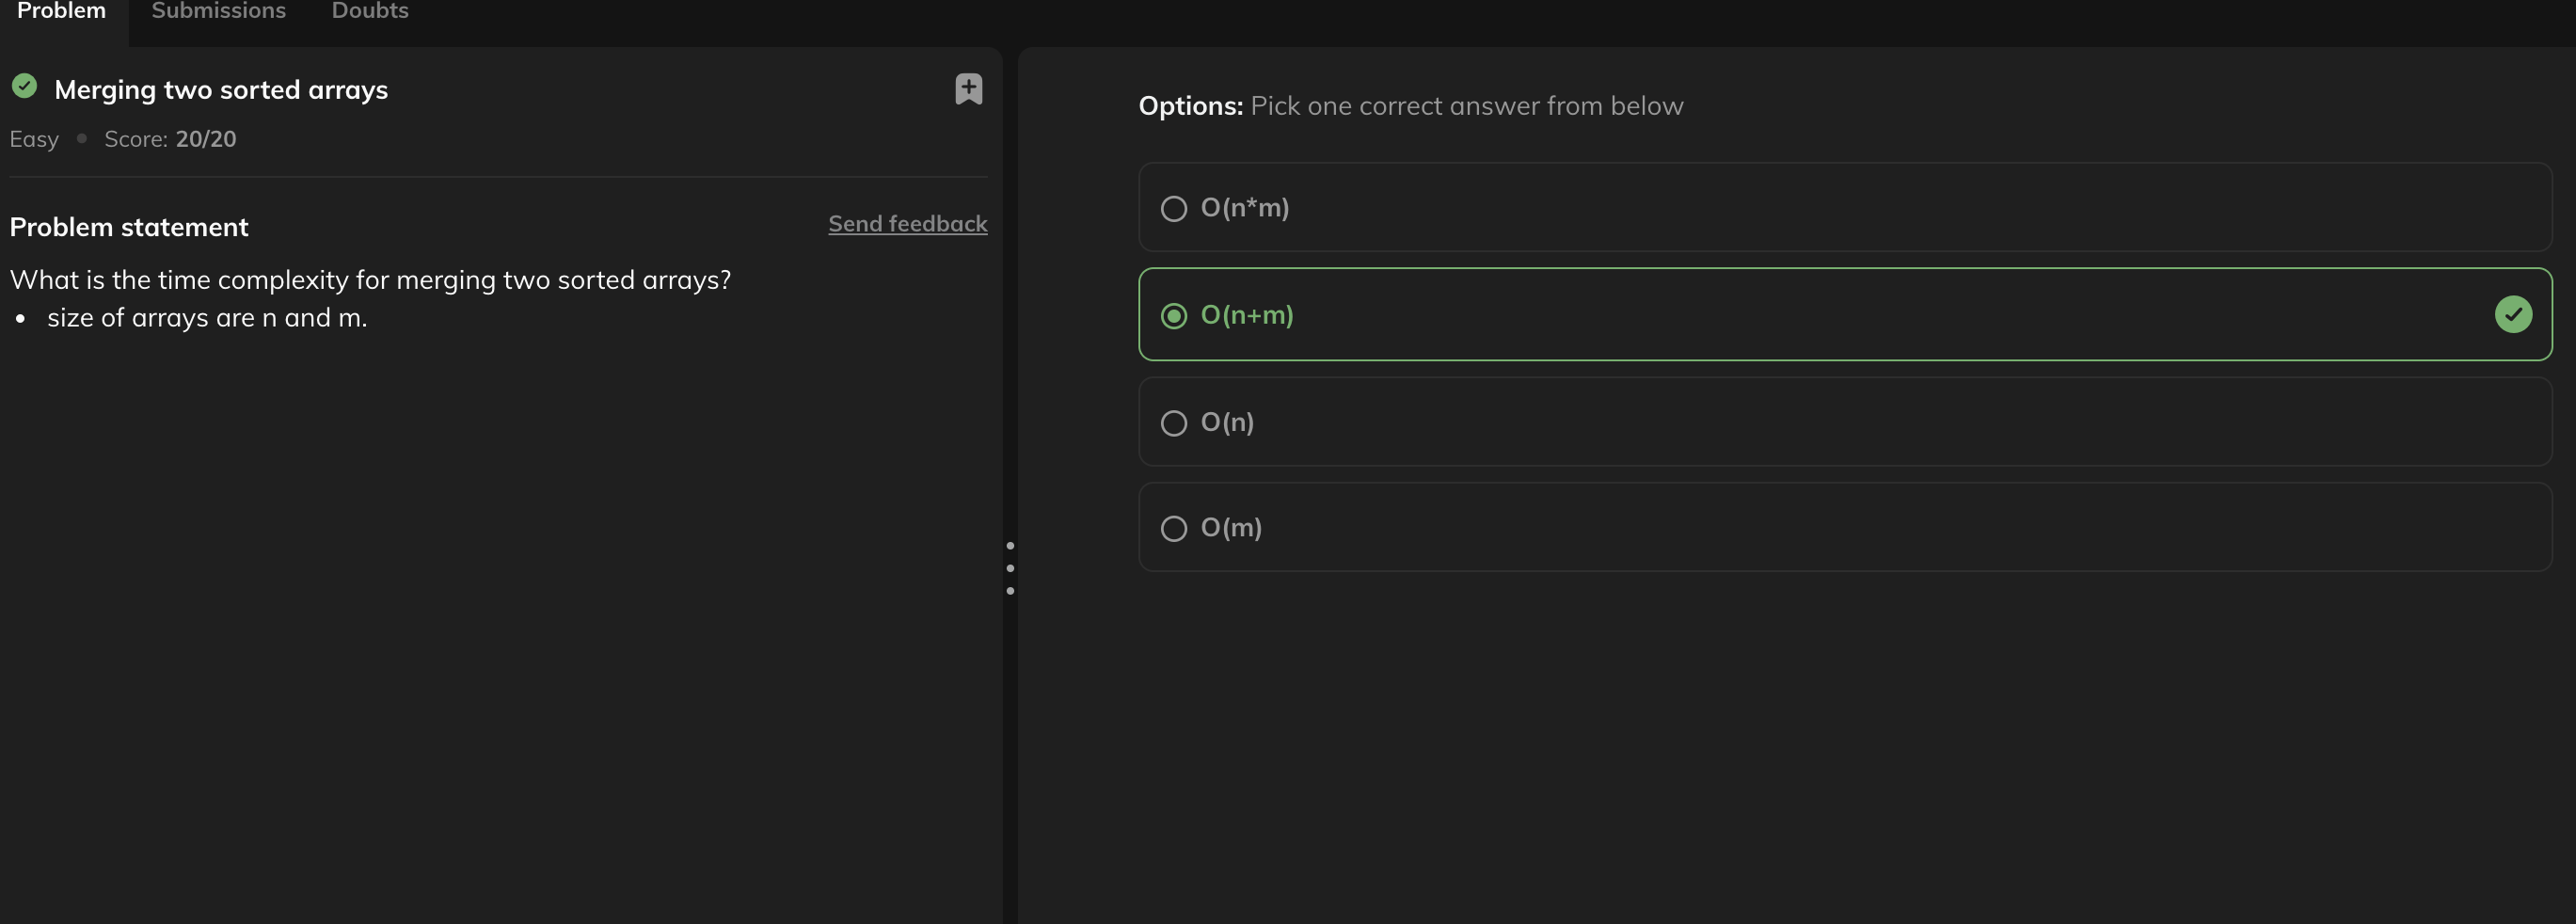 Problem Submissions Doubts
Merging two sorted arrays
Easy • Score: 20/20
Problem statement
Send feedback
What is the time complexity for merging two sorted arrays?
• size of arrays are n and m.
Options: Pick one correct answer from below
O(n*m)
O(n+m)
O(n)
O(m)